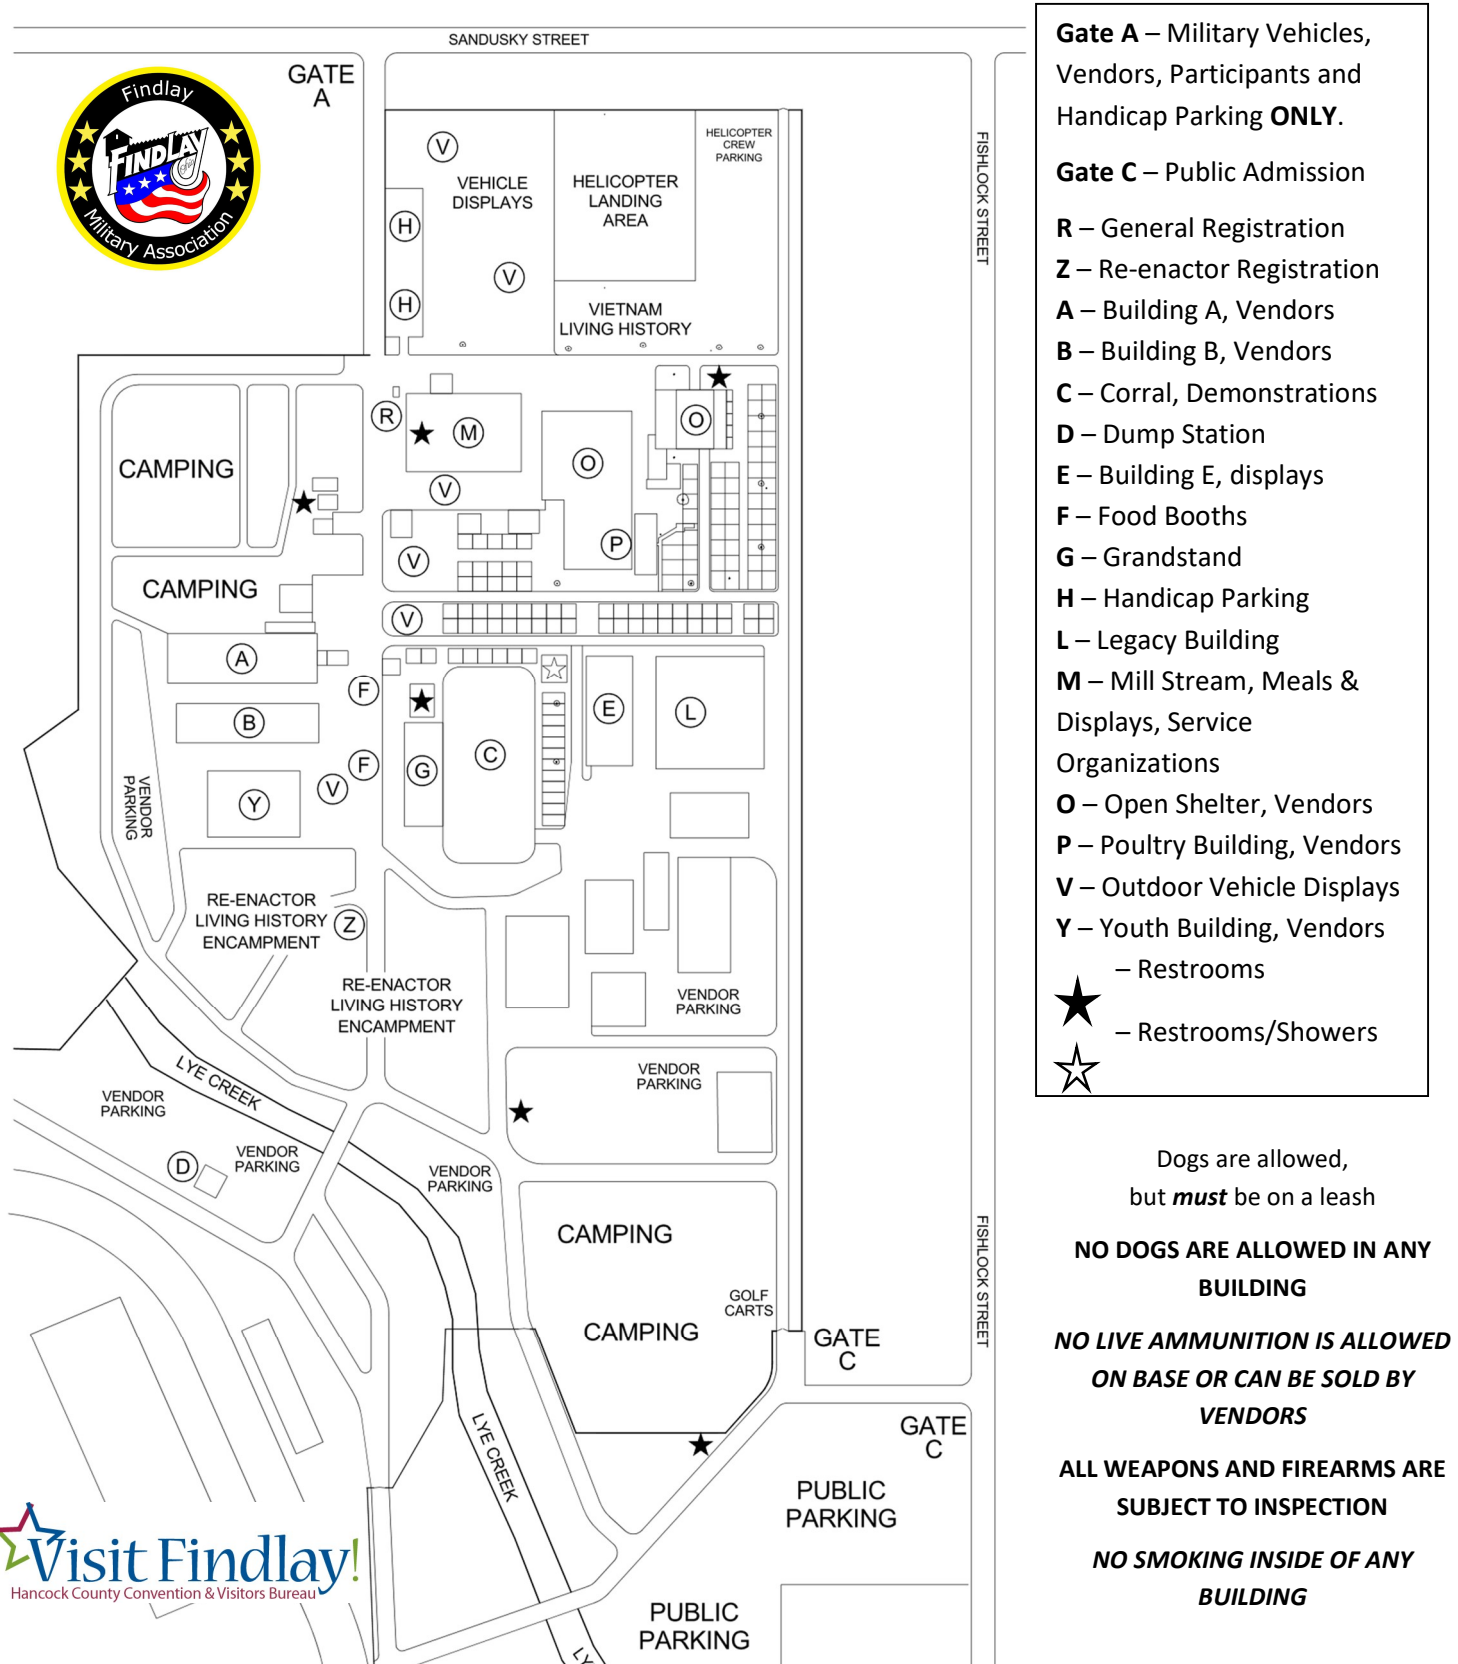 SANDUSKY STREET
GATE
A
Findlay
FINDLAY
Military Association
HELICOPTER
CREW
PARKING
FISHLOCK STREET
V
VEHICLE
DISPLAYS
HELICOPTER
LANDING
AREA
H
V
H
VIETNAM
LIVING HISTORY
R
M
O
O
CAMPING
V
P
V
CAMPING
V
A
F
B
E
L
C
F
G
V
Y
VENDOR
PARKING
RE-ENACTOR
LIVING HISTORY
ENCAMPMENT
Z
RE-ENACTOR
LIVING HISTORY
ENCAMPMENT
VENDOR
PARKING
LYE CREEK
VENDOR
PARKING
VENDOR
PARKING
VENDOR
PARKING
D
VENDOR
PARKING
CAMPING
FISHLOCK STREET
GOLF
CARTS
CAMPING
GATE
C
LYE CREEK
GATE
C
PUBLIC
PARKING
PUBLIC
PARKING
LY
Visit Findlay!
Hancock County Convention & Visitors Bureau
Gate A – Military Vehicles,
Vendors, Participants and
Handicap Parking ONLY.
Gate C – Public Admission
R – General Registration
Z – Re-enactor Registration
A – Building A, Vendors
B – Building B, Vendors
C – Corral, Demonstrations
D – Dump Station
E – Building E, displays
F – Food Booths
G – Grandstand
H – Handicap Parking
L – Legacy Building
M – Mill Stream, Meals &
Displays, Service
Organizations
O – Open Shelter, Vendors
P – Poultry Building, Vendors
V – Outdoor Vehicle Displays
Y – Youth Building, Vendors
– Restrooms
– Restrooms/Showers
Dogs are allowed,
but must be on a leash
NO DOGS ARE ALLOWED IN ANY
BUILDING
NO LIVE AMMUNITION IS ALLOWED
ON BASE OR CAN BE SOLD BY
VENDORS
ALL WEAPONS AND FIREARMS ARE
SUBJECT TO INSPECTION
NO SMOKING INSIDE OF ANY
BUILDING